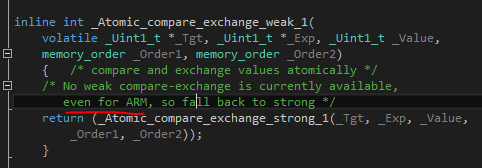 inline int _Atomic_compare_exchange_weak_1(
volatile _Uint1_t *_Tgt, _Uint1_t *_Exp, _Uint1_t _Value,
memory_order _Order1, memory_order _Order2)
{ /* compare and exchange values atomically */
/* No weak compare-exchange is currently available,
even for ARM, so fall back to strong */
return (_Atomic_compare_exchange_strong_1(_Tgt, _Exp, _Value,
_Order1, _Order2));
}